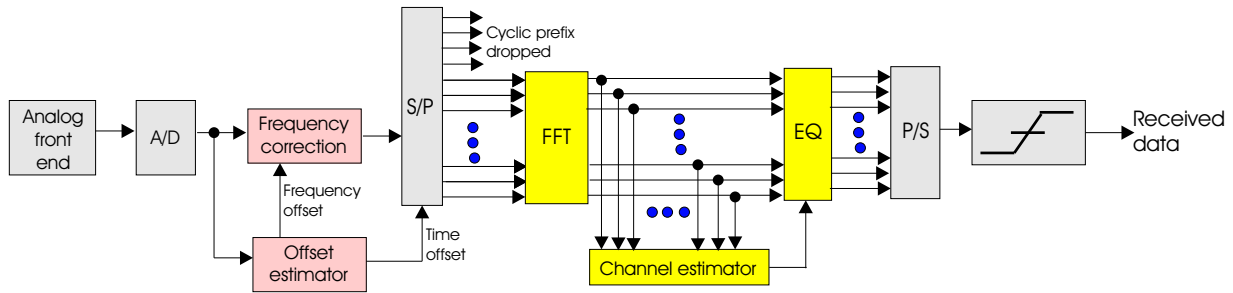 Cyclic prefix
dropped
S/P
Analog
front
end
A/D
Frequency
correction
FFT
EQ
P/S
Received
data
Frequency
offset
Time
offset
Offset
estimator
Channel estimator